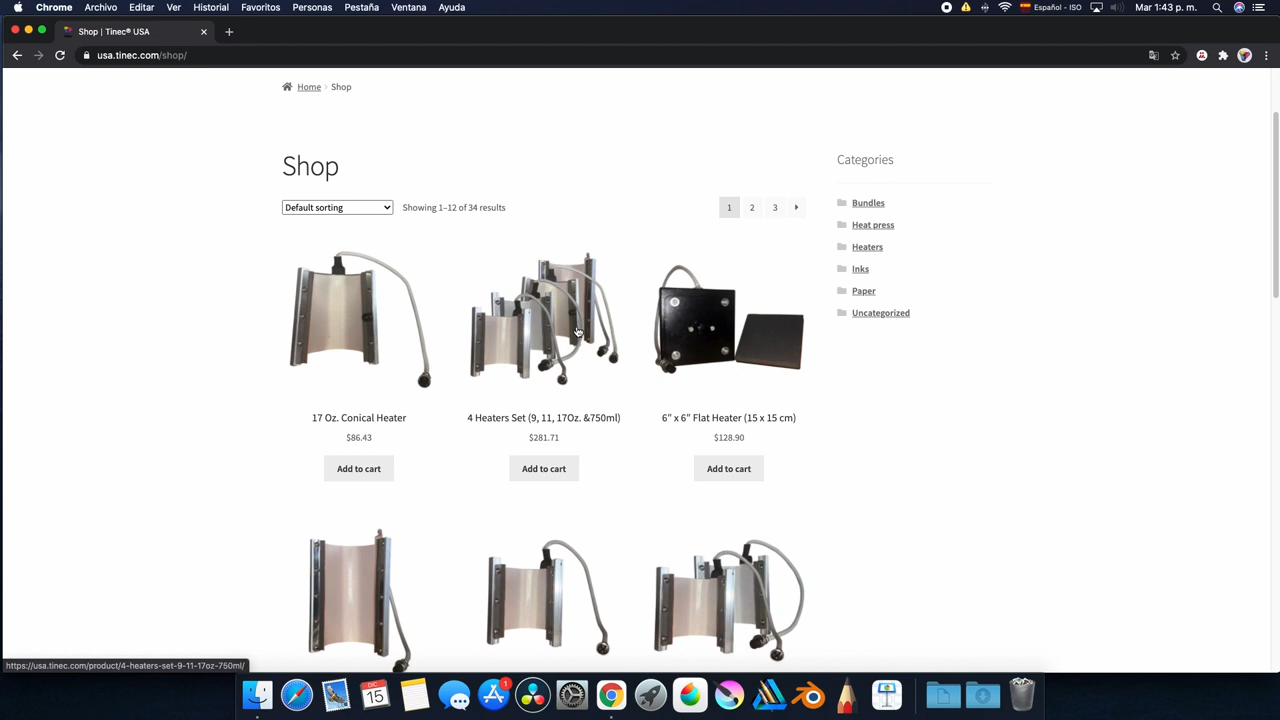 Chrome Archivo Editar Ver Historial Favoritos Personas Pestaña Ventana Ayuda Español - ISO Mar 1:43 p. m.
Shop | Tinec® USA
usa.tinec.com/shop/
Home Shop
Shop
Categories
Default sorting Showing 1–12 of 34 results 1 2 3
Bundles
Heat press
Heaters
Inks
Paper
Uncategorized
17 Oz. Conical Heater
$86.43
Add to cart
4 Heaters Set (9, 11, 17Oz. &750ml)
$281.71
Add to cart
6″ x 6″ Flat Heater (15 x 15 cm)
$128.90
Add to cart
https://usa.tinec.com/product/4-heaters-set-9-11-17oz-750ml/
DIC
15
1